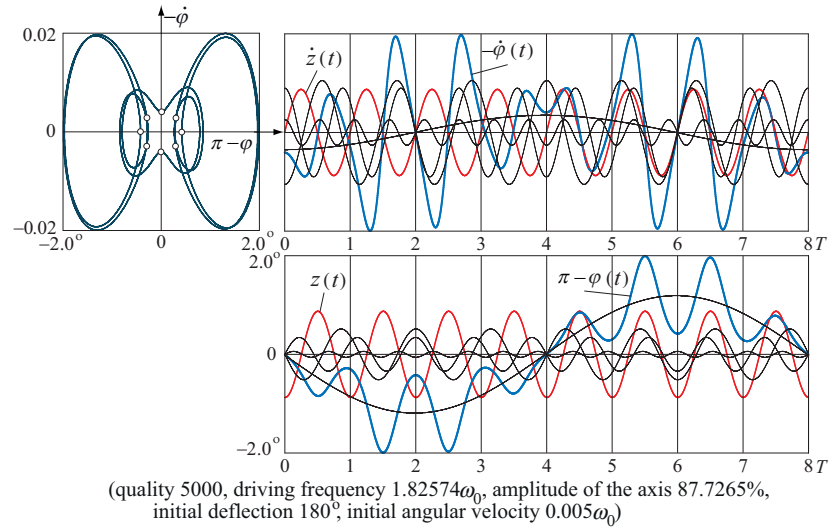 −φ̇
0.02
0
−0.02
π −φ
−2.0°
0
2.0°
ż (t)
−φ̇(t)
0
1
2
3
4
5
6
7
8 T
2.0°
z (t)
π −φ (t)
0
−2.0°
0
1
2
3
4
5
6
7
8 T
(quality 5000, driving frequency 1.82574ω₀, amplitude of the axis 87.7265%,
initial deflection 180°, initial angular velocity 0.005ω₀)